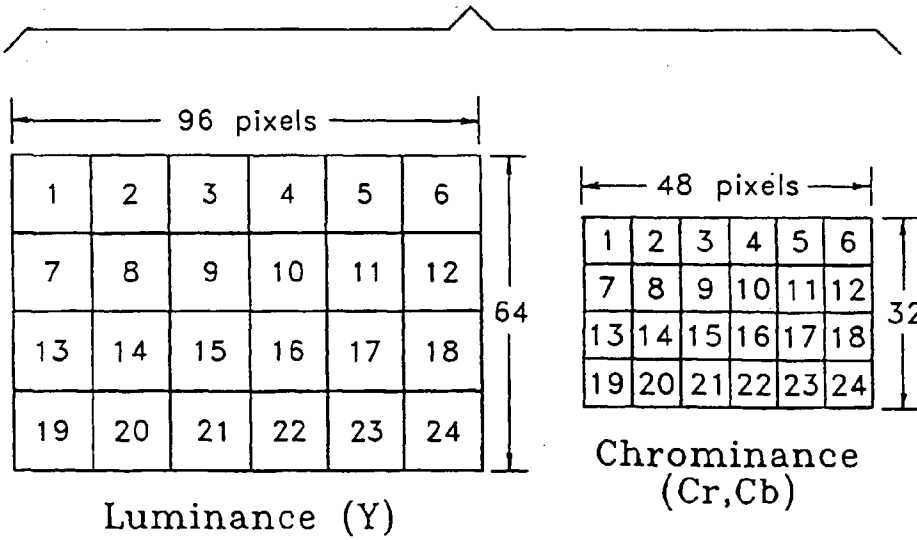 96 pixels
1 2 3 4 5 6
7 8 9 10 11 12
13 14 15 16 17 18
19 20 21 22 23 24
64
Luminance (Y)
48 pixels
1 2 3 4 5 6
7 8 9 10 11 12
13 14 15 16 17 18
19 20 21 22 23 24
32
Chrominance
(Cr,Cb)